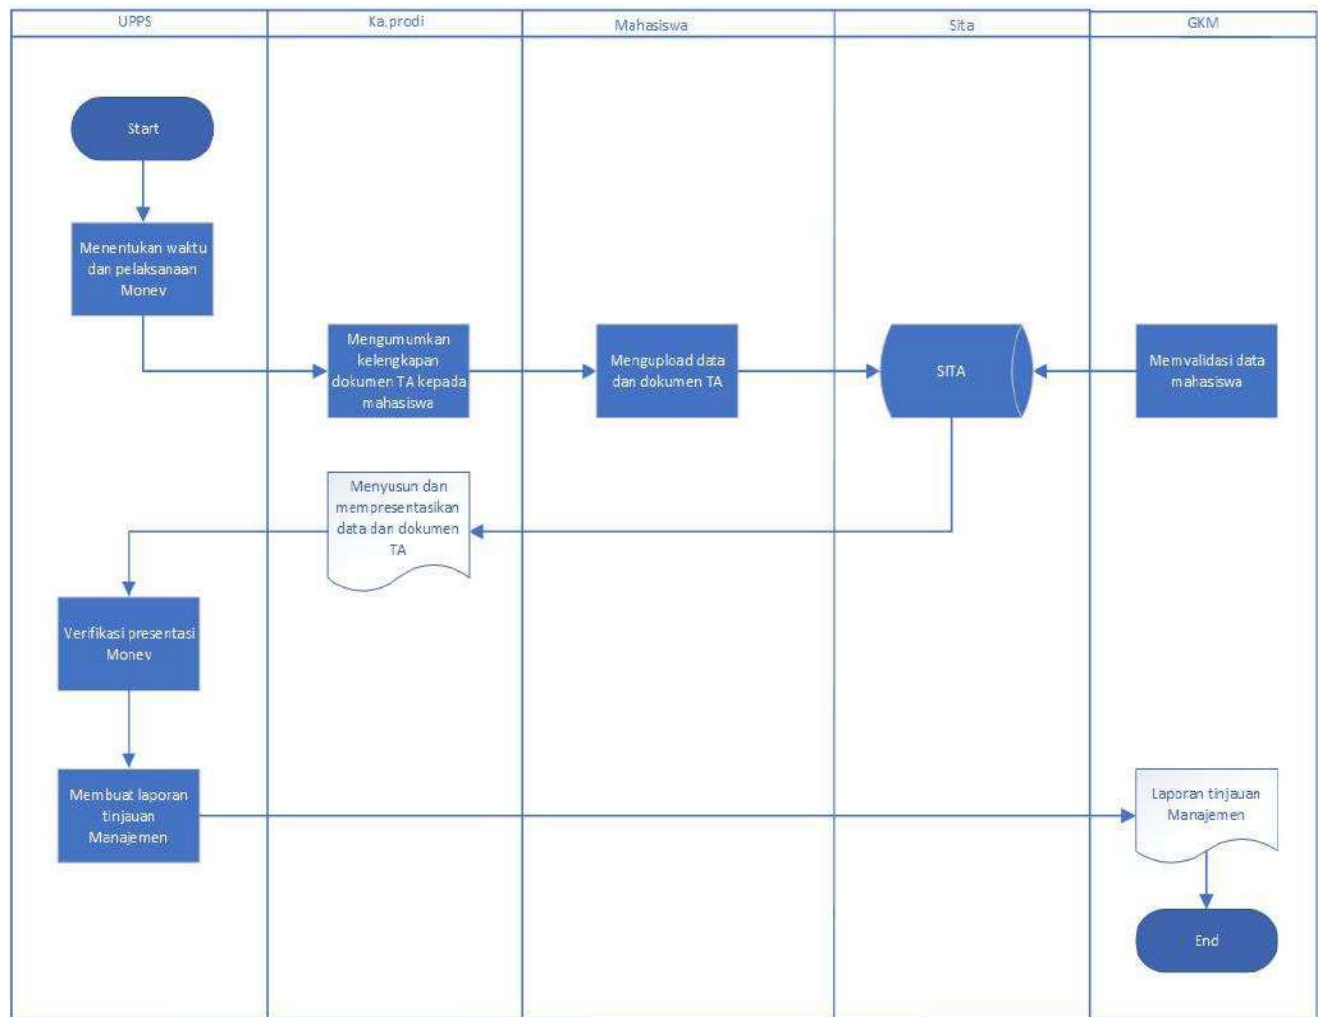 UPPS
Ka.prodi
Mahasiswa
Sita
GKM
Start
Menentukan waktu
dan pelaksanaan
Monev
Mengumumkan
kelengkapan
dokumen TA kepada
mahasiswa
Mengupload data
dan dokumen TA
SITA
Memvalidasi data
mahasiswa
Menyusun dan
mempresentasikan
data dan dokumen
TA
Verifikasi presentasi
Monev
Membuat laporan
tinjauan
Manajemen
Laporan tinjauan
Manajemen
End